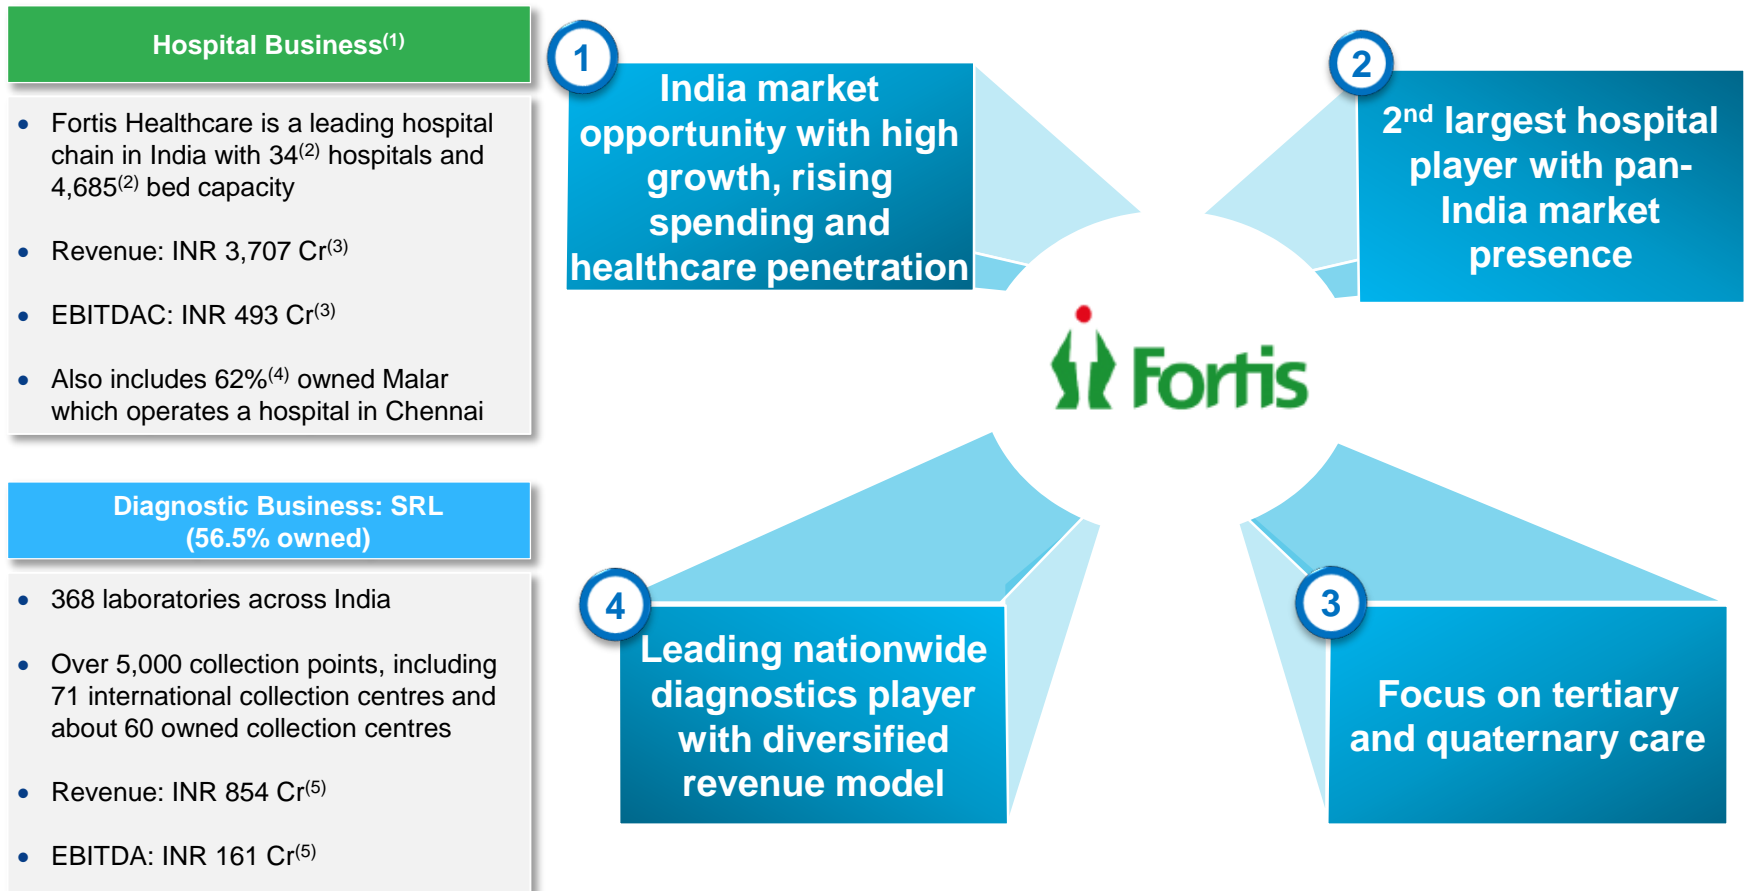 Hospital Business(1)
• Fortis Healthcare is a leading hospital
chain in India with 34(2) hospitals and
4,685(2) bed capacity
• Revenue: INR 3,707 Cr(3)
• EBITDAC: INR 493 Cr(3)
• Also includes 62%(4) owned Malar
which operates a hospital in Chennai
Diagnostic Business: SRL
(56.5% owned)
• 368 laboratories across India
• Over 5,000 collection points, including
71 international collection centres and
about 60 owned collection centres
• Revenue: INR 854 Cr(5)
• EBITDA: INR 161 Cr(5)
1
India market
opportunity with high
growth, rising
spending and
healthcare penetration
2
2nd largest hospital
player with pan-
India market
presence
Fortis
4
Leading nationwide
diagnostics player
with diversified
revenue model
3
Focus on tertiary
and quaternary care